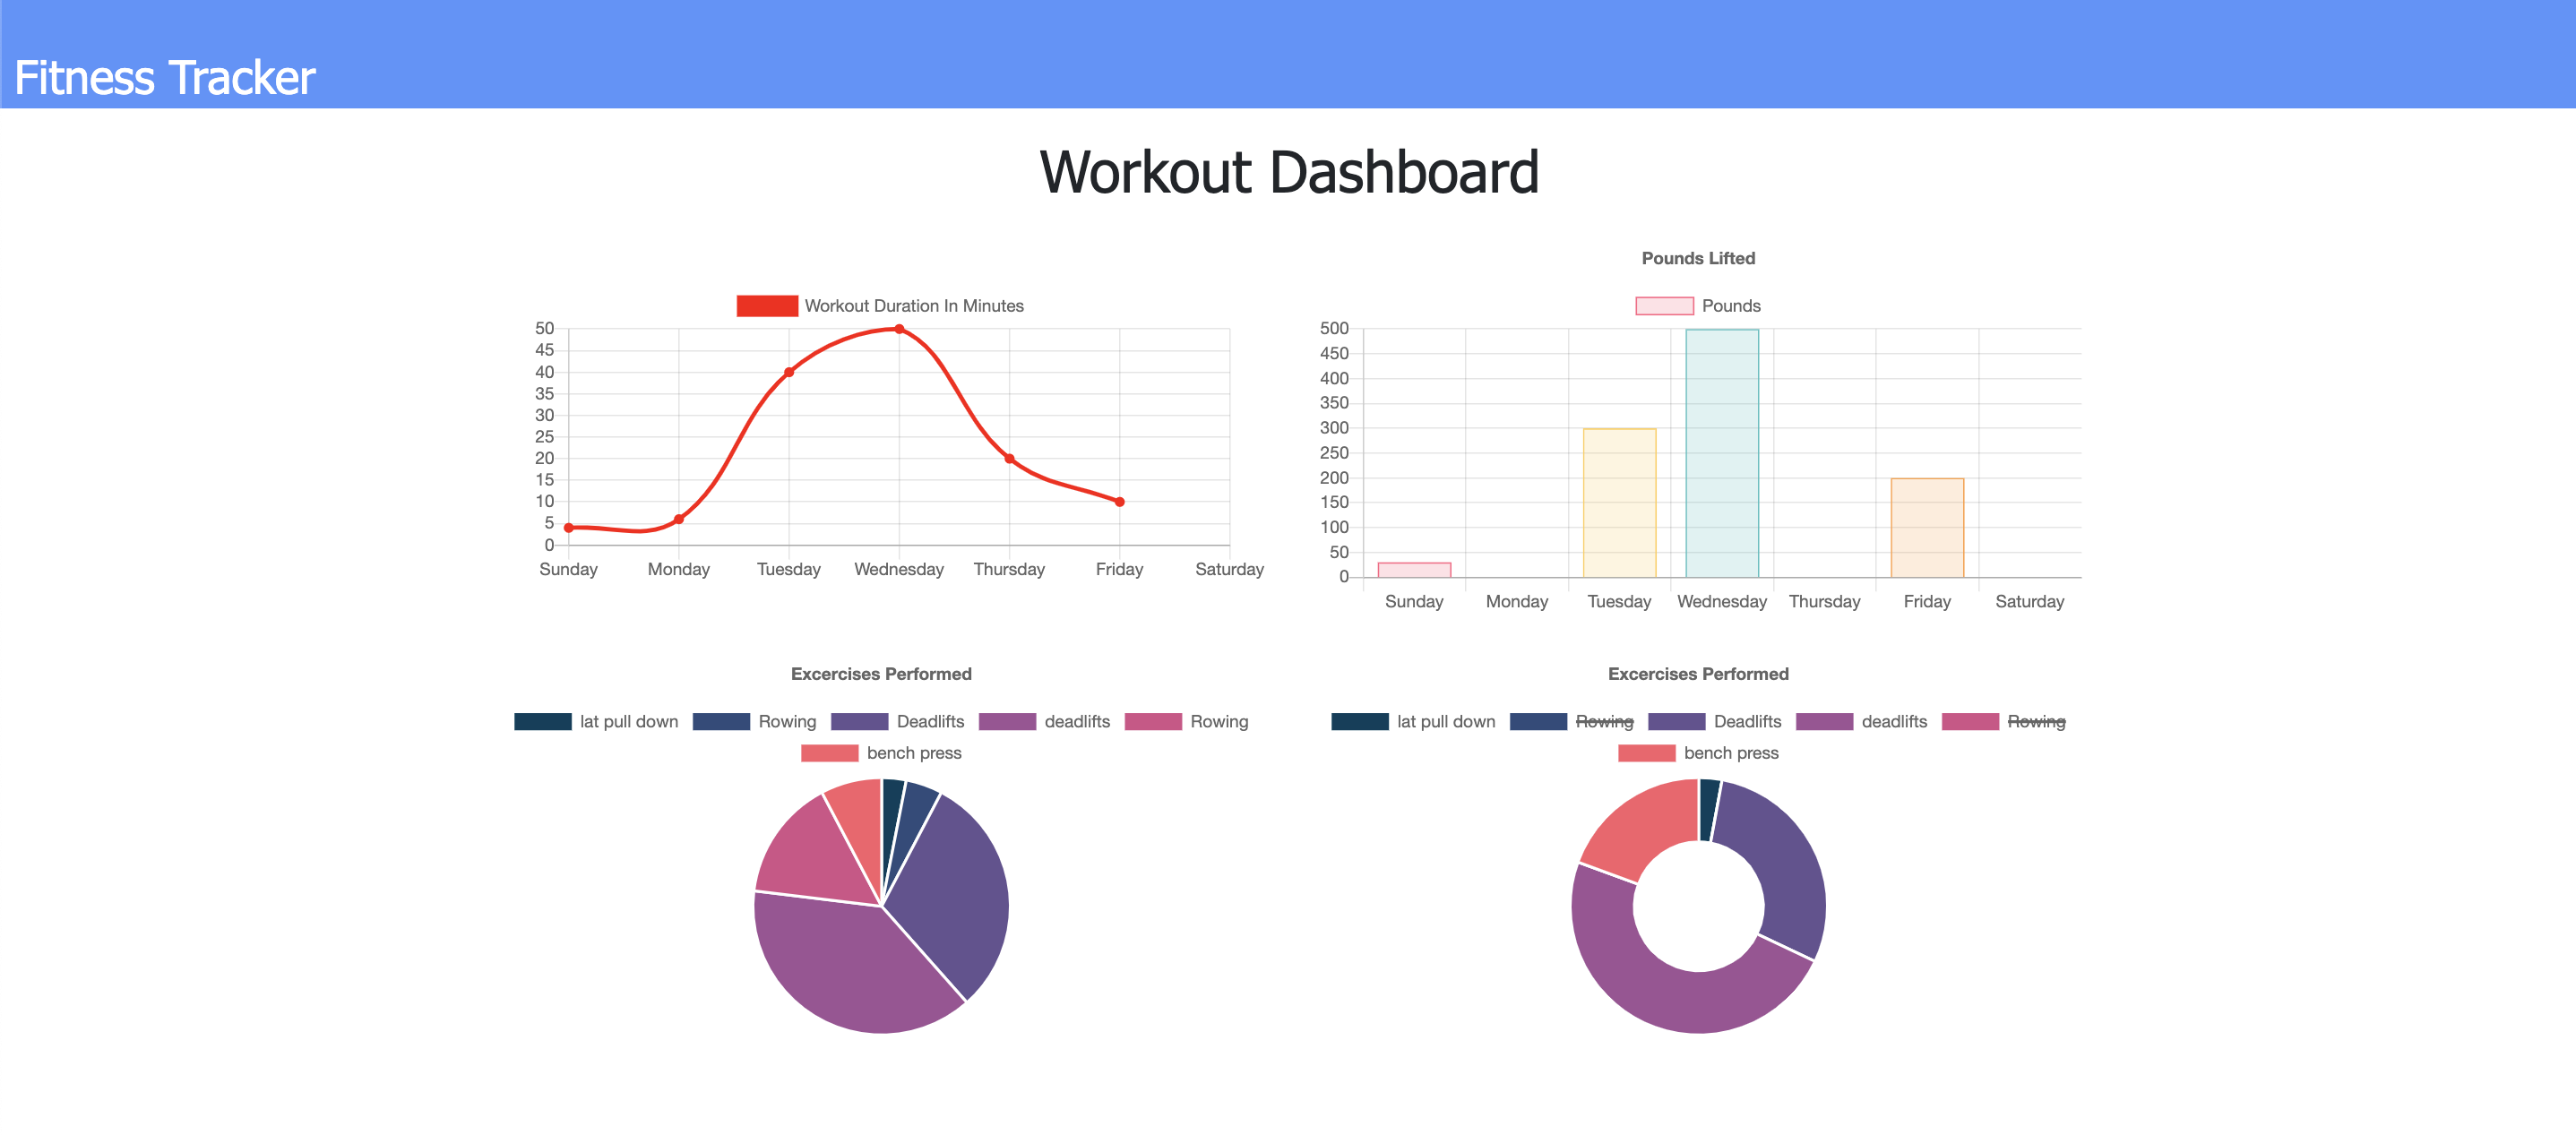 Fitness Tracker
Workout Dashboard
Workout Duration In Minutes
50
45
40
35
30
25
20
15
10
5
0
Sunday Monday Tuesday Wednesday Thursday Friday Saturday
Pounds Lifted
Pounds
500
450
400
350
300
250
200
150
100
50
0
Sunday Monday Tuesday Wednesday Thursday Friday Saturday
Excercises Performed
lat pull down Rowing Deadlifts deadlifts Rowing
bench press
Excercises Performed
lat pull down Rowing Deadlifts deadlifts Rowing
bench press